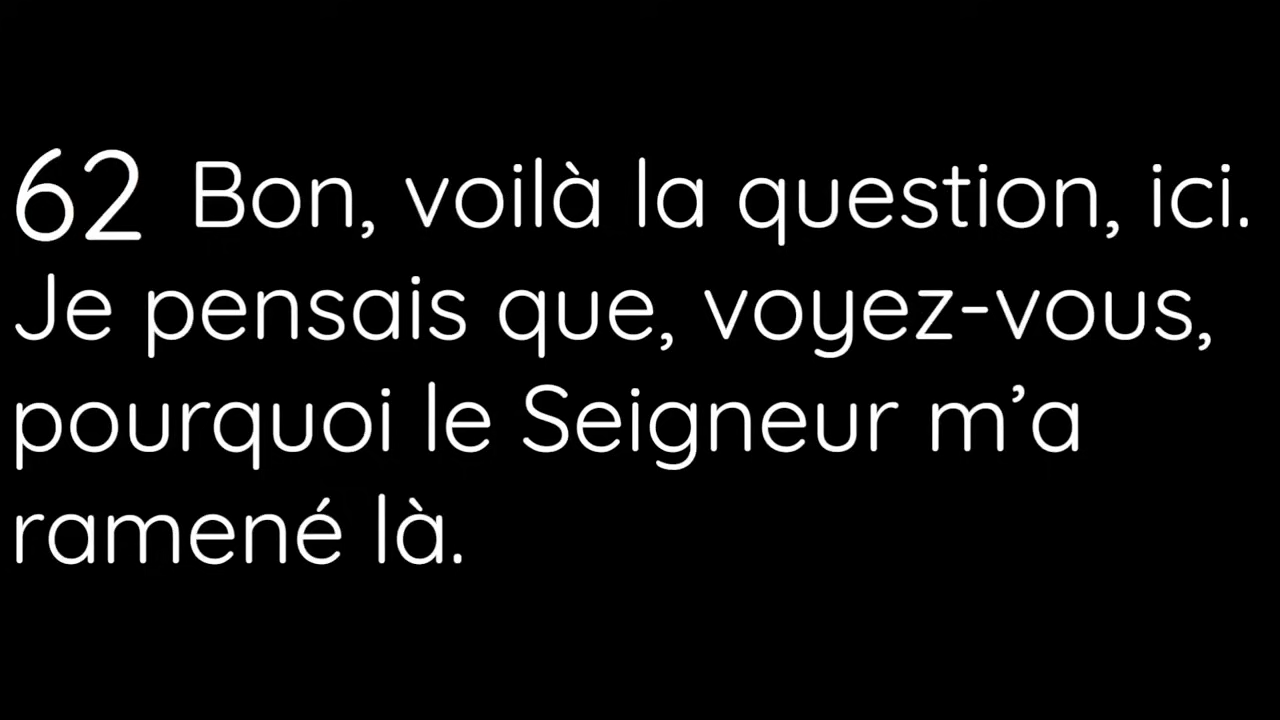 62 Bon, voilà la question, ici.
Je pensais que, voyez-vous,
pourquoi le Seigneur m’a
ramené là.